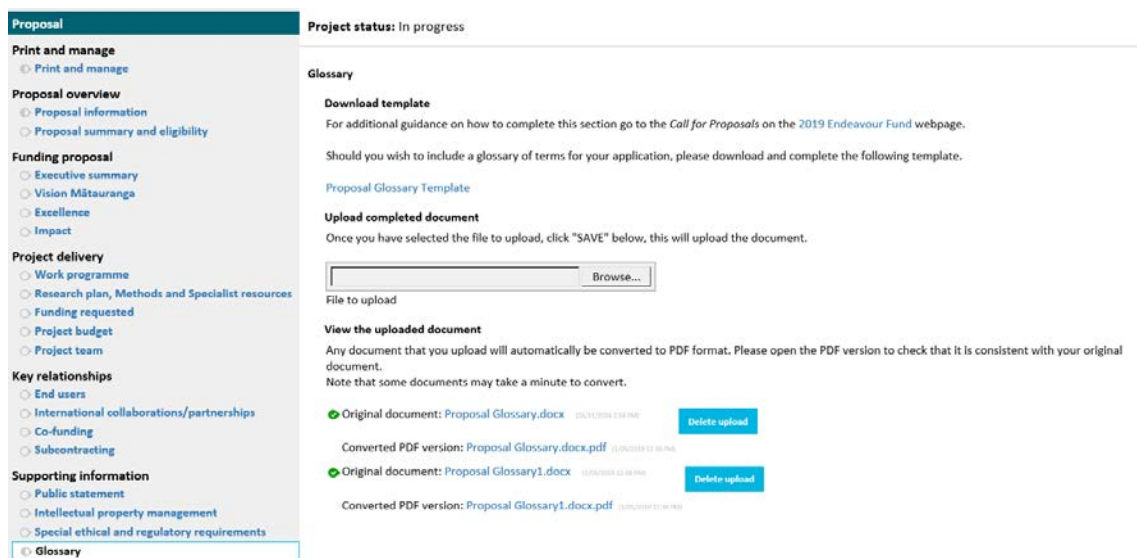 Proposal
Print and manage
Print and manage
Proposal overview
Proposal information
Proposal summary and eligibility
Funding proposal
Executive summary
Vision Mātauranga
Excellence
Impact
Project delivery
Work programme
Research plan, Methods and Specialist resources
Funding requested
Project budget
Project team
Key relationships
End users
International collaborations/partnerships
Co-funding
Subcontracting
Supporting information
Public statement
Intellectual property management
Special ethical and regulatory requirements
Glossary
Project status: In progress
Glossary
Download template
For additional guidance on how to complete this section go to the Call for Proposals on the 2019 Endeavour Fund webpage.
Should you wish to include a glossary of terms for your application, please download and complete the following template.
Proposal Glossary Template
Upload completed document
Once you have selected the file to upload, click "SAVE" below, this will upload the document.
Browse...
File to upload
View the uploaded document
Any document that you upload will automatically be converted to PDF format. Please open the PDF version to check that it is consistent with your original
document.
Note that some documents may take a minute to convert.
Original document: Proposal Glossary.docx
Delete upload
Converted PDF version: Proposal Glossary.docx.pdf
Original document: Proposal Glossary1.docx
Delete upload
Converted PDF version: Proposal Glossary1.docx.pdf